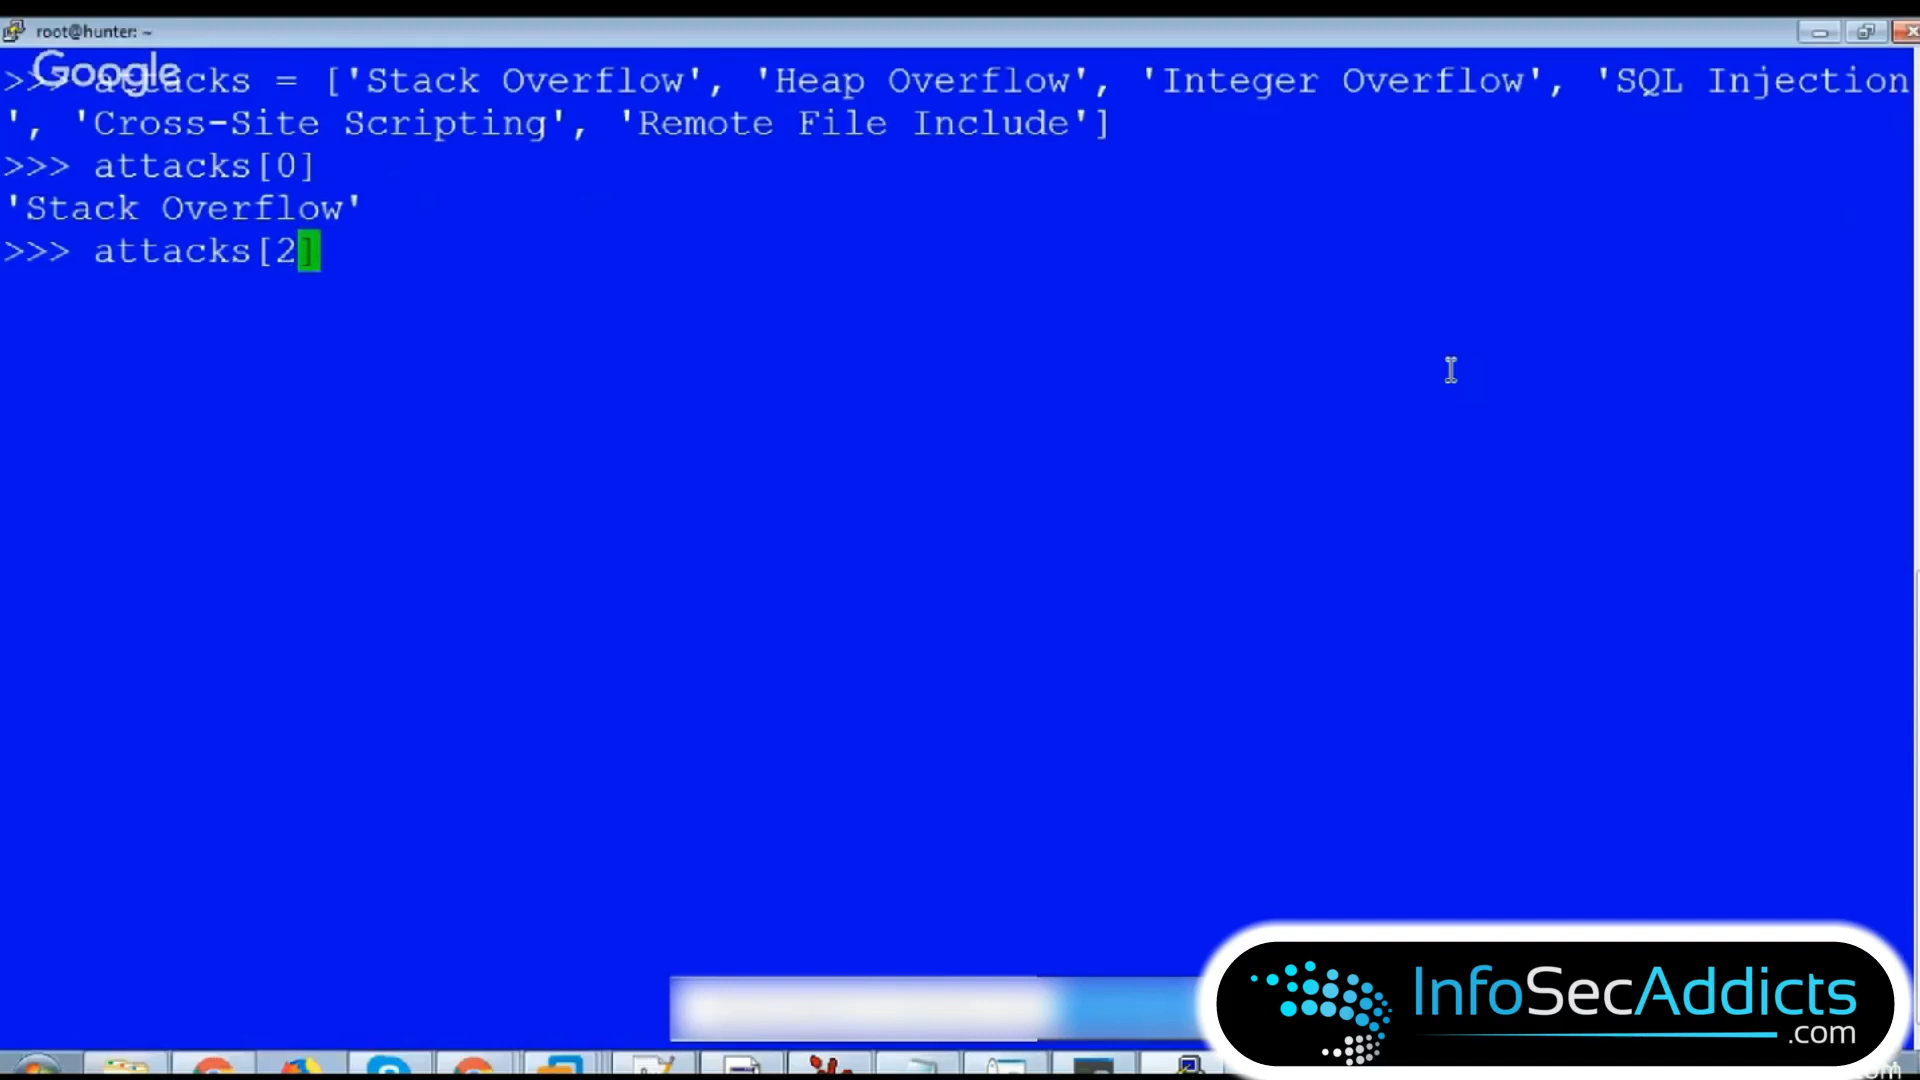 root@hunter: ~
Google
>>> attacks = ['Stack Overflow', 'Heap Overflow', 'Integer Overflow', 'SQL Injection
', 'Cross-Site Scripting', 'Remote File Include']
>>> attacks[0]
'Stack Overflow'
>>> attacks[2]
InfoSecAddicts
.com